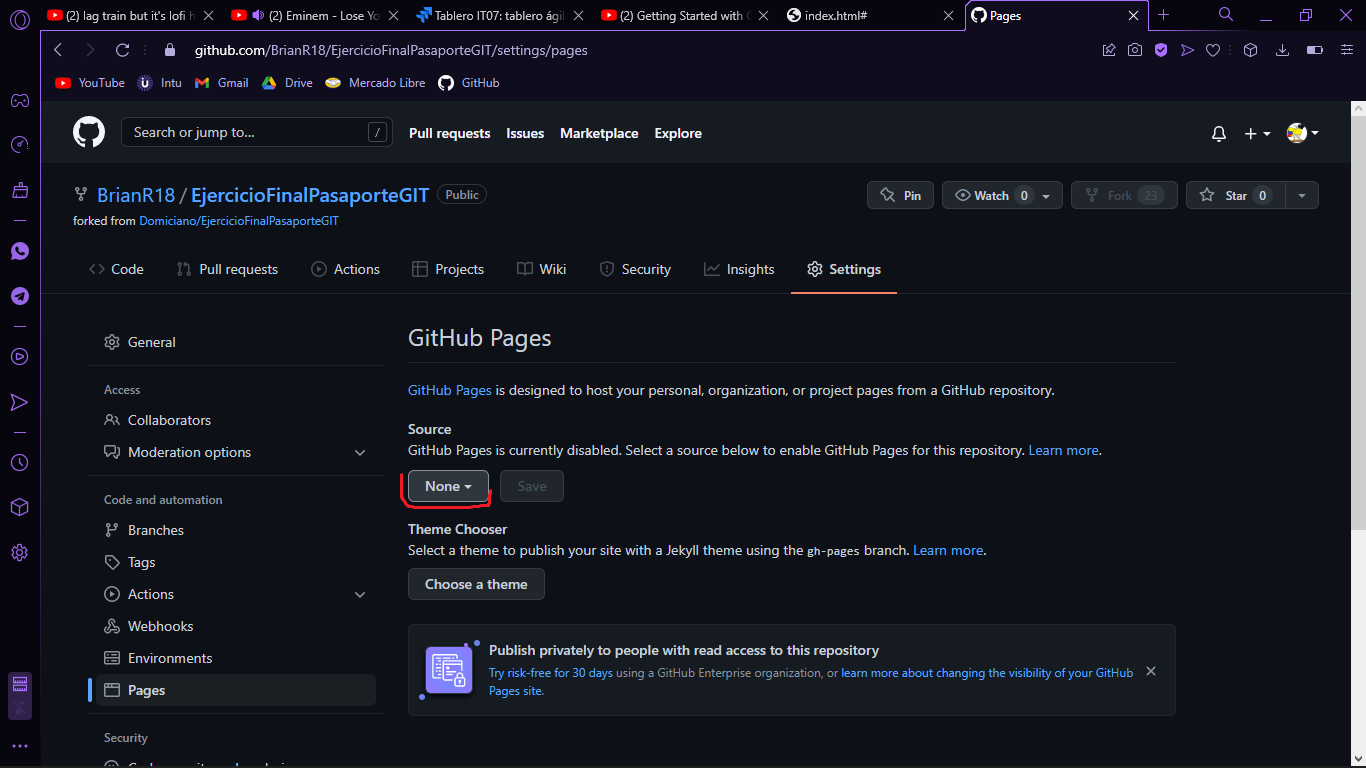 (2) lag train but it's lofi h
(2) Eminem - Lose Yo
Tablero IT07: tablero ági
(2) Getting Started with
index.html#
Pages
github.com/BrianR18/EjercicioFinalPasaporteGIT/settings/pages
YouTube Intu Gmail Drive Mercado Libre GitHub
Search or jump to... / Pull requests Issues Marketplace Explore
BrianR18 / EjercicioFinalPasaporteGIT Public Pin Watch 0 Fork 23 Star 0
forked from Domiciano/EjercicioFinalPasaporteGIT
Code Pull requests Actions Projects Wiki Security Insights Settings
General
Access
Collaborators
Moderation options
Code and automation
Branches
Tags
Actions
Webhooks
Environments
Pages
Security
GitHub Pages
GitHub Pages is designed to host your personal, organization, or project pages from a GitHub repository.
Source
GitHub Pages is currently disabled. Select a source below to enable GitHub Pages for this repository. Learn more.
None Save
Theme Chooser
Select a theme to publish your site with a Jekyll theme using the gh-pages branch. Learn more.
Choose a theme
Publish privately to people with read access to this repository
Try risk-free for 30 days using a GitHub Enterprise organization, or learn more about changing the visibility of your GitHub
Pages site.